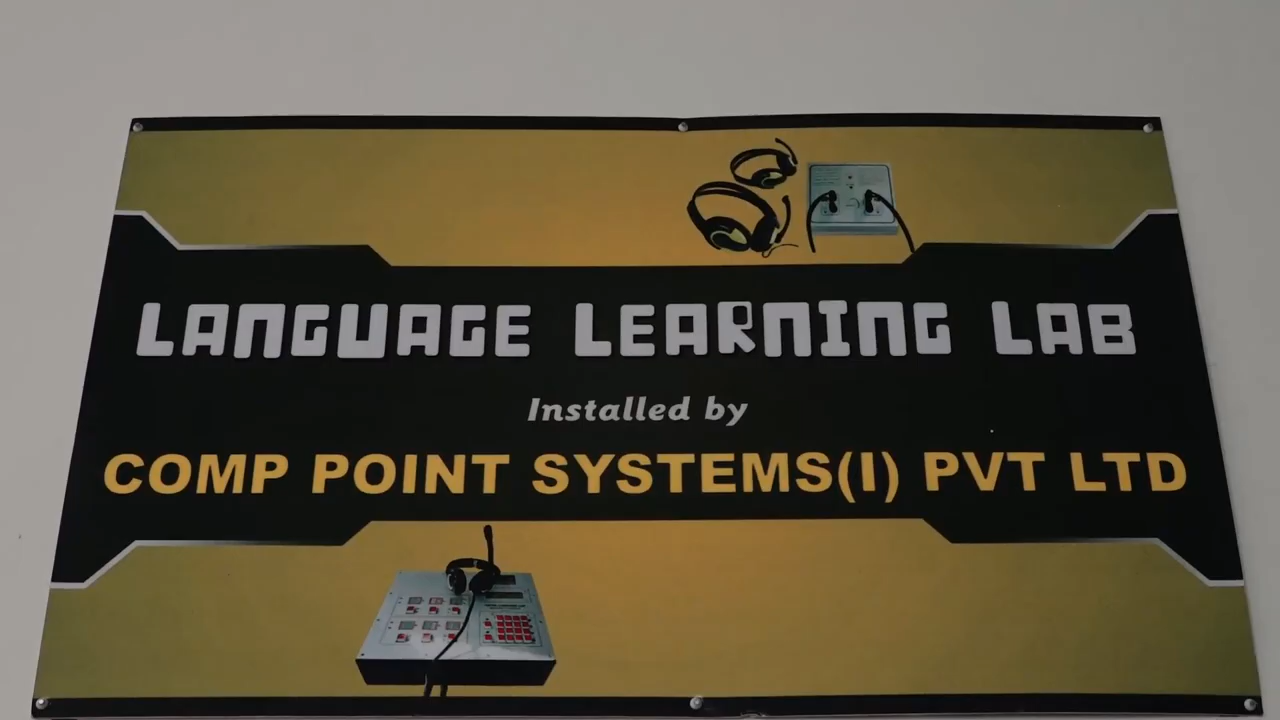 LANGUAGE LEARNING LAB
Installed by
COMP POINT SYSTEMS(I) PVT LTD